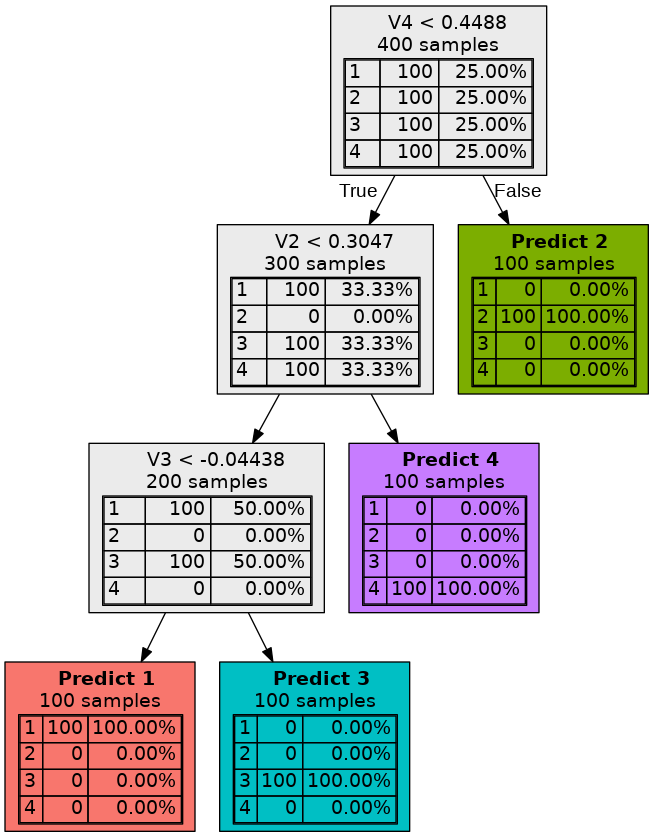 V4 < 0.4488
400 samples
1 100 25.00%
2 100 25.00%
3 100 25.00%
4 100 25.00%
True False
V2 < 0.3047
300 samples
1 100 33.33%
2 0 0.00%
3 100 33.33%
4 100 33.33%
Predict 2
100 samples
1 0 0.00%
2 100 100.00%
3 0 0.00%
4 0 0.00%
V3 < -0.04438
200 samples
1 100 50.00%
2 0 0.00%
3 100 50.00%
4 0 0.00%
Predict 4
100 samples
1 0 0.00%
2 0 0.00%
3 0 0.00%
4 100 100.00%
Predict 1
100 samples
1 100 100.00%
2 0 0.00%
3 0 0.00%
4 0 0.00%
Predict 3
100 samples
1 0 0.00%
2 0 0.00%
3 100 100.00%
4 0 0.00%